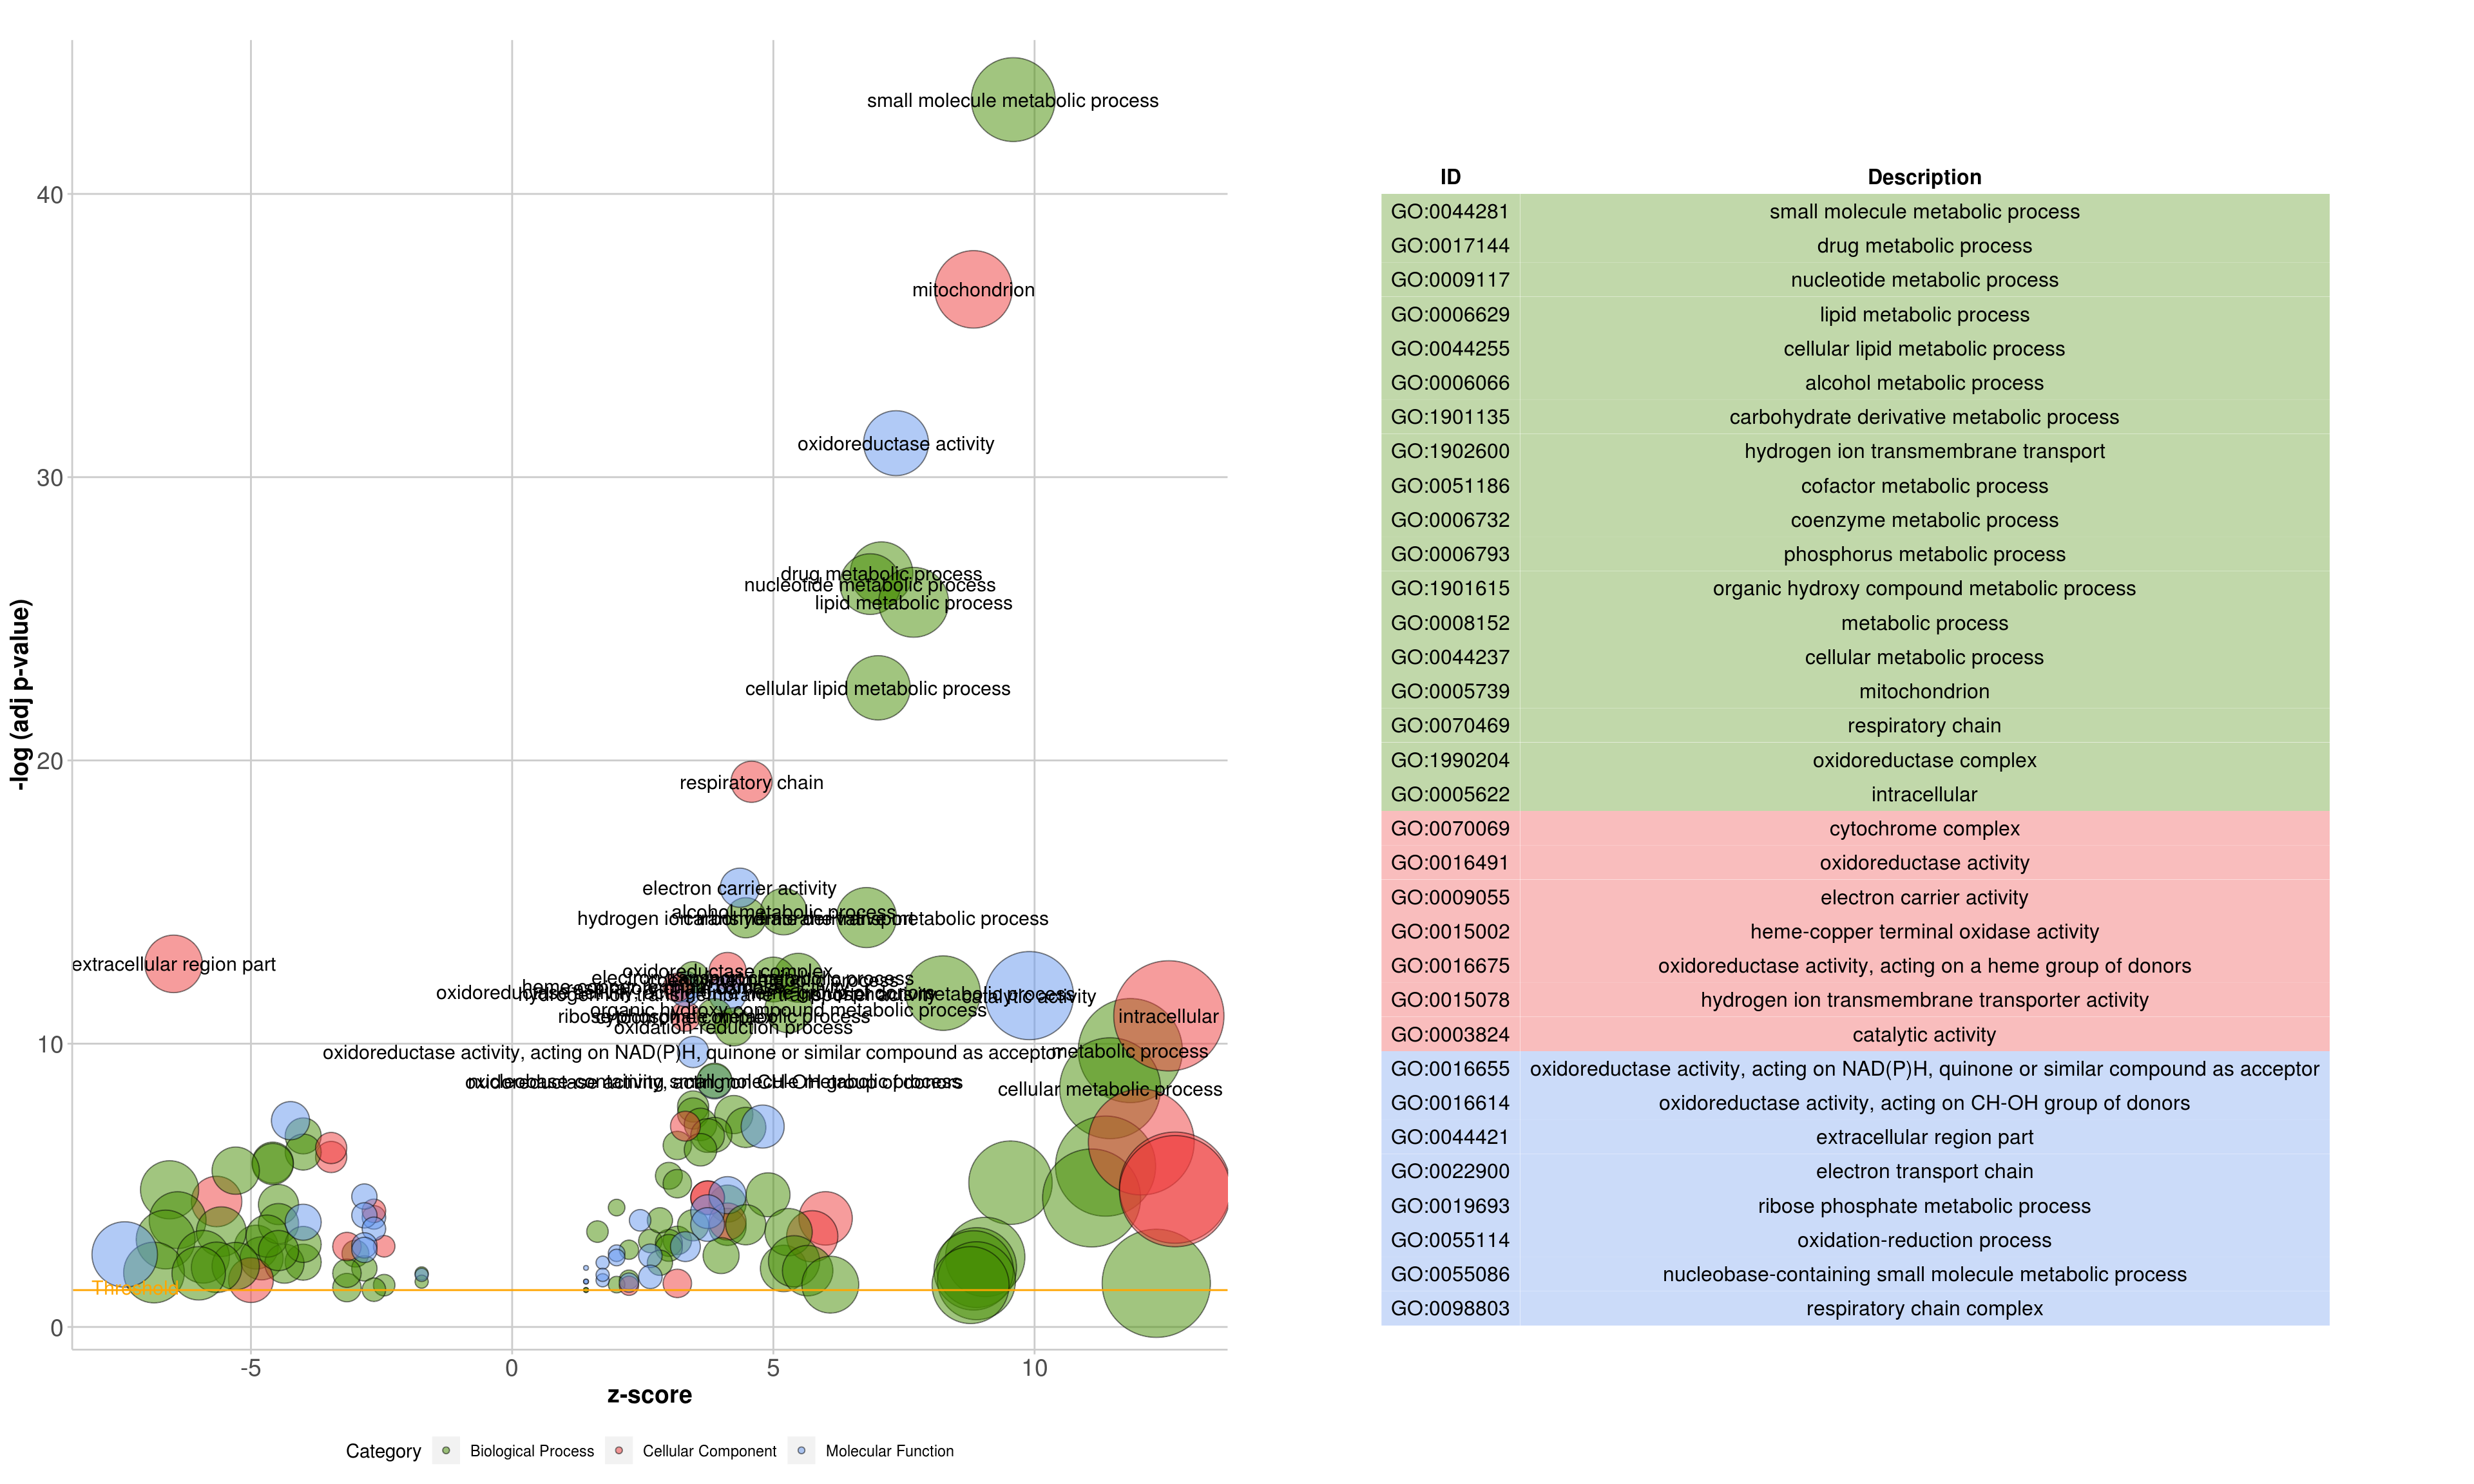 small molecule metabolic process
40
mitochondrion
oxidoreductase activity
30
drug metabolic process
nucleotide metabolic process
lipid metabolic process
cellular lipid metabolic process
-log (adj p-value)
20
respiratory chain
electron carrier activity
alcohol metabolic process
extracellular region part
oxidoreductase complex
catalytic activity
organic hydroxy compound metabolic process
intracellular
oxidation-reduction process
10
oxidoreductase activity, acting on NAD(P)H, quinone or similar compound as acceptor
metabolic process
cellular metabolic process
Threshold
0
-5
0
5
10
z-score
Category
Biological Process
Cellular Component
Molecular Function
ID Description
GO:0044281 small molecule metabolic process
GO:0017144 drug metabolic process
GO:0009117 nucleotide metabolic process
GO:0006629 lipid metabolic process
GO:0044255 cellular lipid metabolic process
GO:0006066 alcohol metabolic process
GO:1901135 carbohydrate derivative metabolic process
GO:1902600 hydrogen ion transmembrane transport
GO:0051186 cofactor metabolic process
GO:0006732 coenzyme metabolic process
GO:0006793 phosphorus metabolic process
GO:1901615 organic hydroxy compound metabolic process
GO:0008152 metabolic process
GO:0044237 cellular metabolic process
GO:0005739 mitochondrion
GO:0070469 respiratory chain
GO:1990204 oxidoreductase complex
GO:0005622 intracellular
GO:0070069 cytochrome complex
GO:0016491 oxidoreductase activity
GO:0009055 electron carrier activity
GO:0015002 heme-copper terminal oxidase activity
GO:0016675 oxidoreductase activity, acting on a heme group of donors
GO:0015078 hydrogen ion transmembrane transporter activity
GO:0003824 catalytic activity
GO:0016655 oxidoreductase activity, acting on NAD(P)H, quinone or similar compound as acceptor
GO:0016614 oxidoreductase activity, acting on CH-OH group of donors
GO:0044421 extracellular region part
GO:0022900 electron transport chain
GO:0019693 ribose phosphate metabolic process
GO:0055114 oxidation-reduction process
GO:0055086 nucleobase-containing small molecule metabolic process
GO:0098803 respiratory chain complex